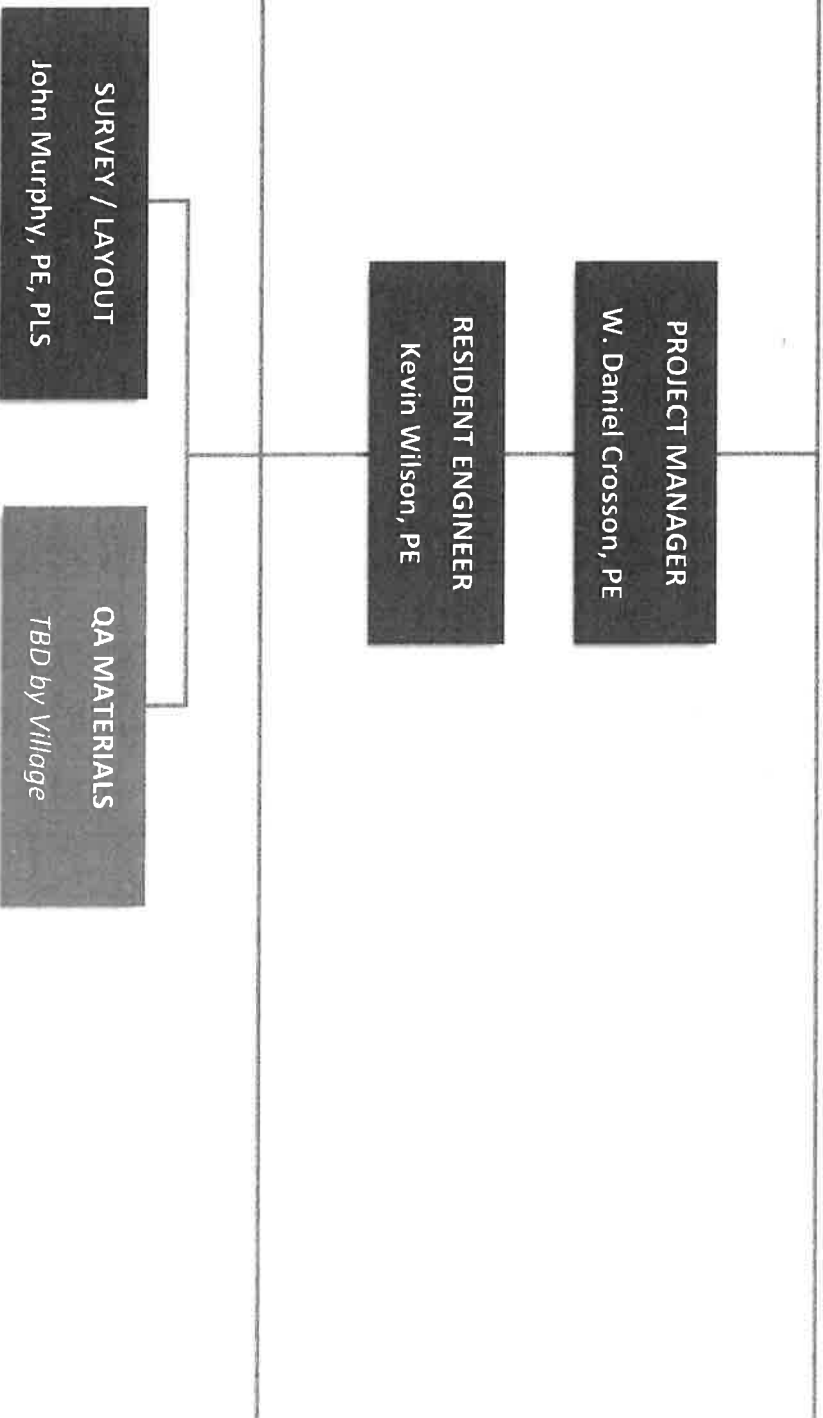 PROJECT MANAGER
W. Daniel Crosson, PE
RESIDENT ENGINEER
Kevin Wilson, PE
SURVEY / LAYOUT
John Murphy, PE, PLS
QA MATERIALS
TBD by Village